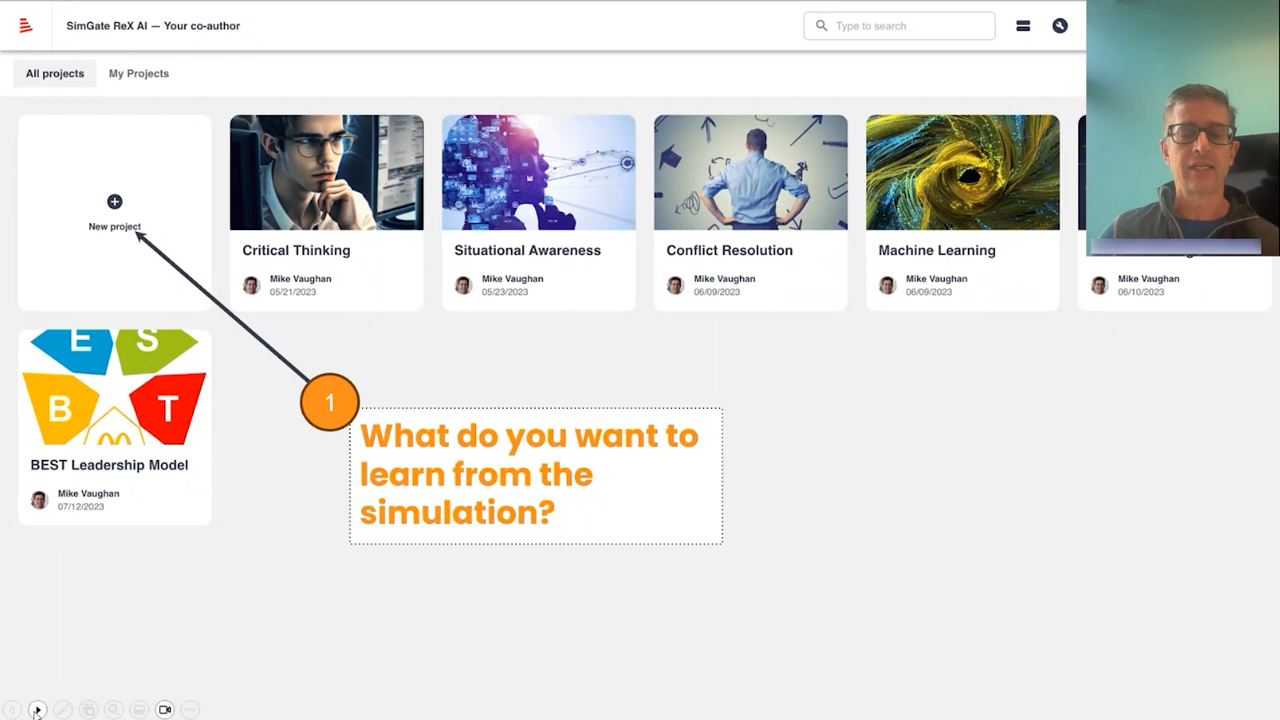 SimGate ReX AI — Your co-author
Type to search
All projects
My Projects
New project
Critical Thinking
Mike Vaughan
05/21/2023
Situational Awareness
Mike Vaughan
05/23/2023
Conflict Resolution
Mike Vaughan
06/09/2023
Machine Learning
Mike Vaughan
06/09/2023
Mike Vaughan
06/10/2023
E S
B T
BEST Leadership Model
Mike Vaughan
07/12/2023
1
What do you want to
learn from the
simulation?